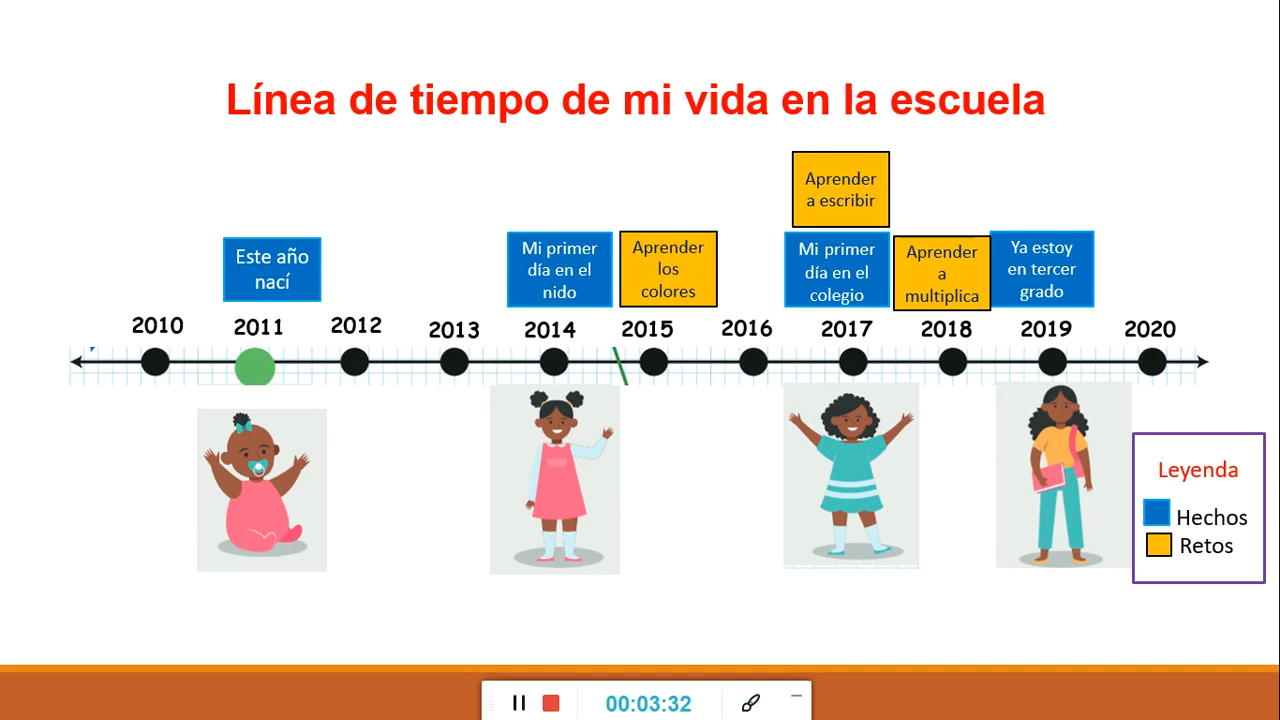 Línea de tiempo de mi vida en la escuela
Aprender
a escribir
Este año
nací
Mi primer
día en el
nido
Aprender
los
colores
Mi primer
día en el
colegio
Aprender
a
multiplica
Ya estoy
en tercer
grado
2010 2011 2012 2013 2014 2015 2016 2017 2018 2019 2020
Leyenda
Hechos
Retos
00:03:32